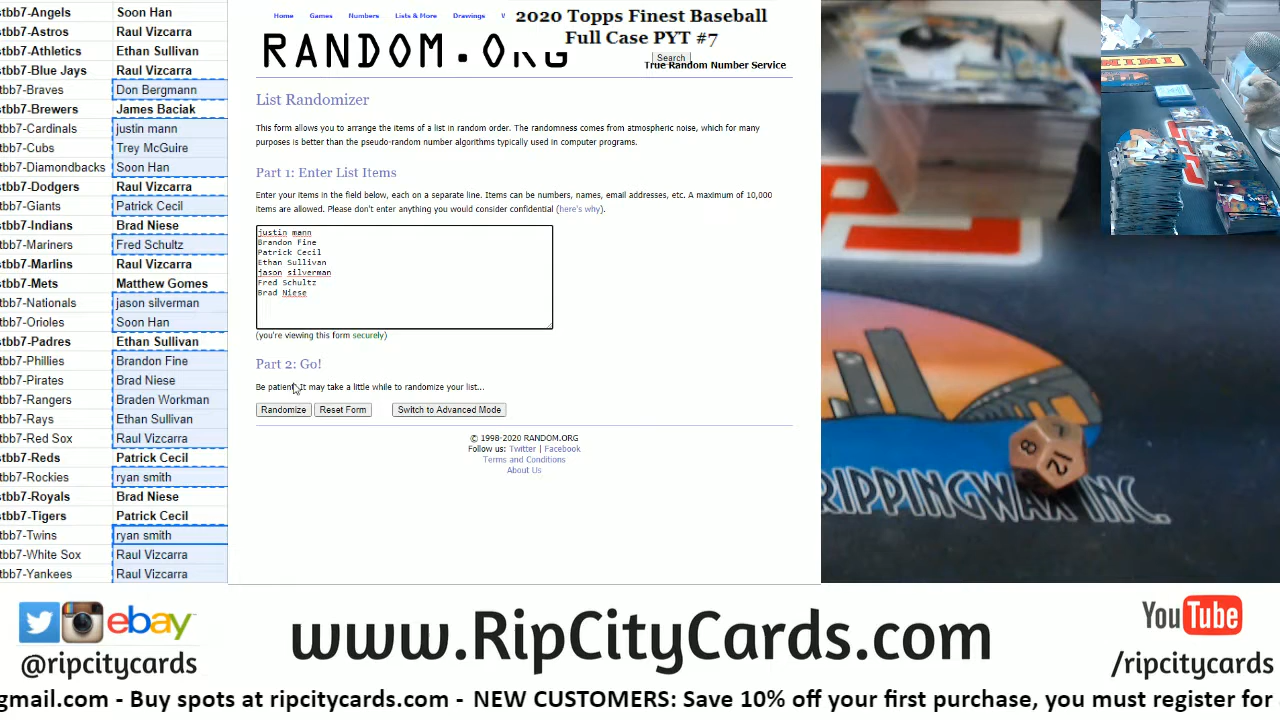 tbb7-Angels Soon Han
tbb7-Astros Raul Vizcarra
tbb7-Athletics Ethan Sullivan
tbb7-Blue Jays Raul Vizcarra
tbb7-Braves Don Bergmann
tbb7-Brewers James Baciak
tbb7-Cardinals justin mann
tbb7-Cubs Trey McGuire
tbb7-Diamondbacks Soon Han
tbb7-Dodgers Raul Vizcarra
tbb7-Giants Patrick Cecil
tbb7-Indians Brad Niese
tbb7-Mariners Fred Schultz
tbb7-Marlins Raul Vizcarra
tbb7-Mets Matthew Gomes
tbb7-Nationals jason silverman
tbb7-Orioles Soon Han
tbb7-Padres Ethan Sullivan
tbb7-Phillies Brandon Fine
tbb7-Pirates Brad Niese
tbb7-Rangers Braden Workman
tbb7-Rays Ethan Sullivan
tbb7-Red Sox Raul Vizcarra
tbb7-Reds Patrick Cecil
tbb7-Rockies ryan smith
tbb7-Royals Brad Niese
tbb7-Tigers Patrick Cecil
tbb7-Twins ryan smith
tbb7-White Sox Raul Vizcarra
tbb7-Yankees Raul Vizcarra
Home Games Numbers Lists & More Drawings W
2020 Topps Finest Baseball
Full Case PYT #7
RANDOM.ORG
Search
True Random Number Service
List Randomizer
This form allows you to arrange the items of a list in random order. The randomness comes from atmospheric noise, which for many
purposes is better than the pseudo-random number algorithms typically used in computer programs.
Part 1: Enter List Items
Enter your items in the field below, each on a separate line. Items can be numbers, names, email addresses, etc. A maximum of 10,000
items are allowed. Please don't enter anything you would consider confidential (here's why).
justin mann
Brandon Fine
Patrick Cecil
Ethan Sullivan
jason silverman
Fred Schultz
Brad Niese
(you're viewing this form securely)
Part 2: Go!
Be patient! It may take a little while to randomize your list...
Randomize Reset Form Switch to Advanced Mode
© 1998-2020 RANDOM.ORG
Follow us: Twitter | Facebook
Terms and Conditions
About Us
8
12
RIPPINGWAX INC.
ebay
@ripcitycards
www.RipCityCards.com
YouTube
/ripcitycards
gmail.com - Buy spots at ripcitycards.com - NEW CUSTOMERS: Save 10% off your first purchase, you must register for